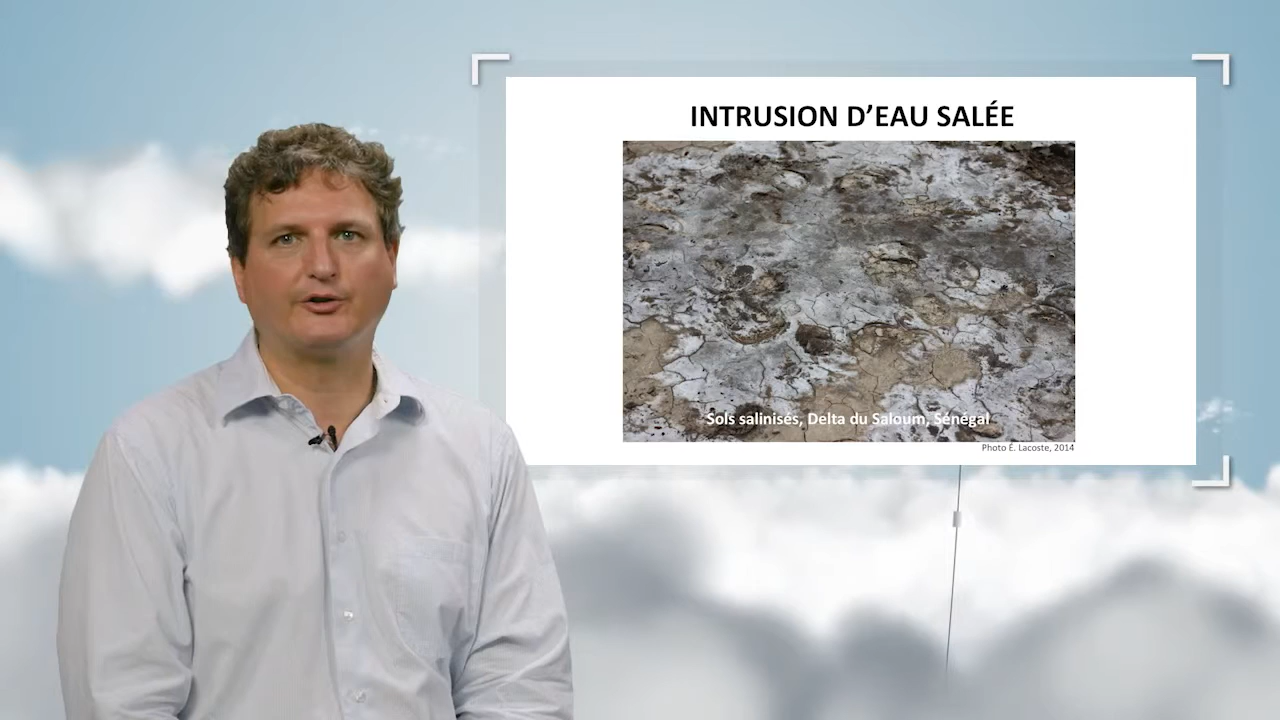 INTRUSION D’EAU SALÉE
Sols salinisés, Delta du Saloum, Sénégal
Photo É. Lacoste, 2014